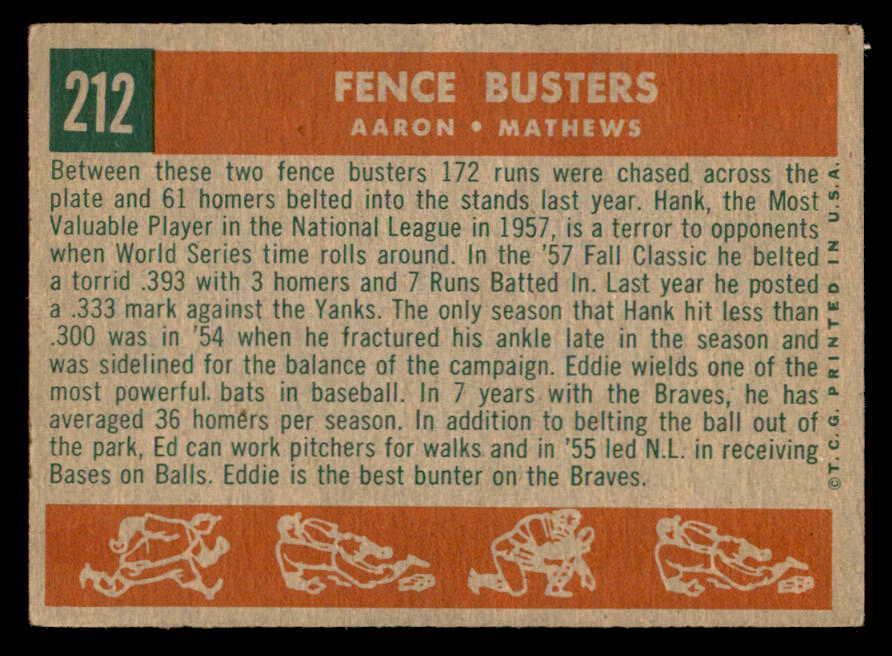 212
FENCE BUSTERS
AARON • MATHEWS
Between these two fence busters 172 runs were chased across the
plate and 61 homers belted into the stands last year. Hank, the Most
Valuable Player in the National League in 1957, is a terror to opponents
when World Series time rolls around. In the '57 Fall Classic he belted
a torrid .393 with 3 homers and 7 Runs Batted In. Last year he posted
a .333 mark against the Yanks. The only season that Hank hit less than
.300 was in '54 when he fractured his ankle late in the season and
was sidelined for the balance of the campaign. Eddie wields one of the
most powerful. bats in baseball. In 7 years with the Braves, he has
averaged 36 homers per season. In addition to belting the ball out of
the park, Ed can work pitchers for walks and in '55 led N.L. in receiving
Bases on Balls. Eddie is the best bunter on the Braves.
©T.C.G. PRINTED IN U.S.A.